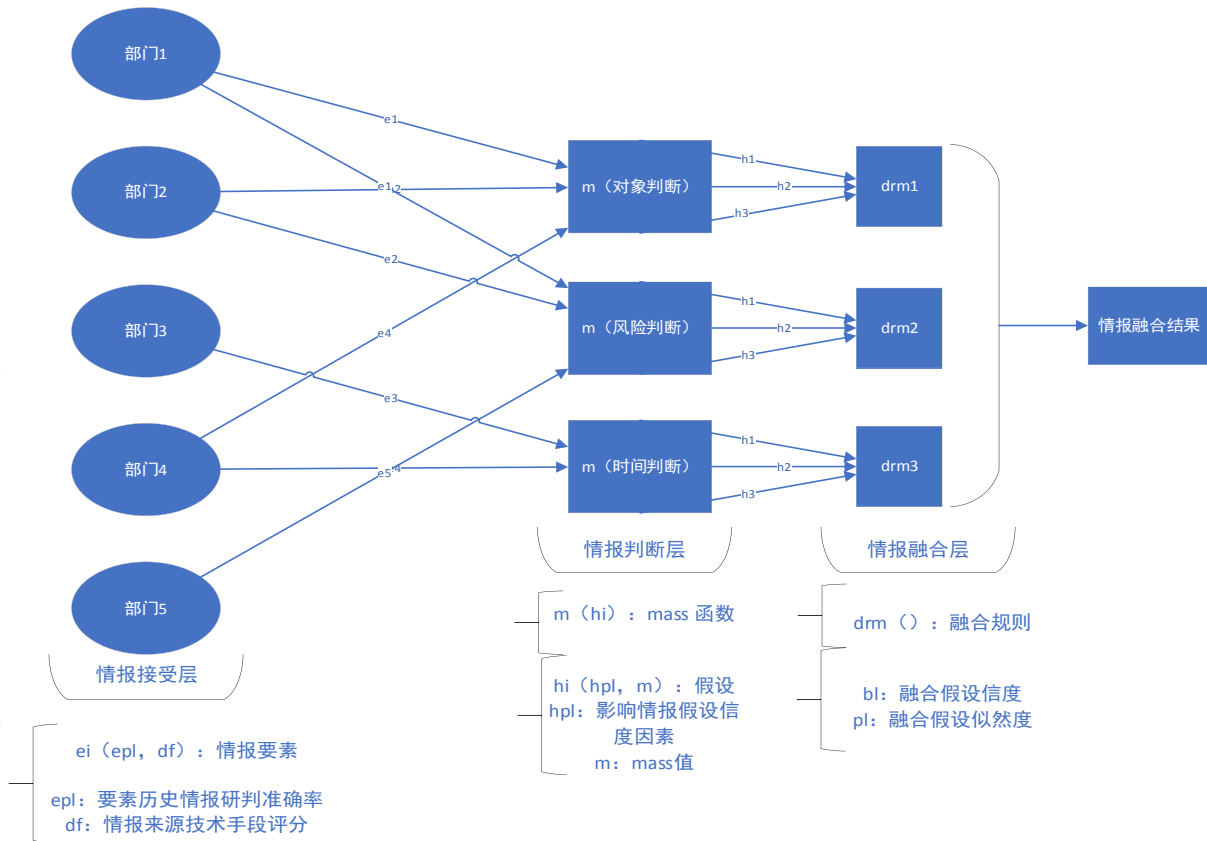 部门1
部门2
部门3
部门4
部门5
e1
e1
2
e2
e4
e3
e5
4
m（对象判断）
m（风险判断）
m（时间判断）
h1
h2
h3
h1
h2
h3
h1
h2
h3
drm1
drm2
drm3
情报融合结果
情报接受层
情报判断层
情报融合层
ei（epl，df）：情报要素
epl：要素历史情报研判准确率
df：情报来源技术手段评分
m（hi）：mass 函数
hi（hpl，m）：假设
hpl：影响情报假设信
度因素
m：mass值
drm（）：融合规则
bl：融合假设信度
pl：融合假设似然度